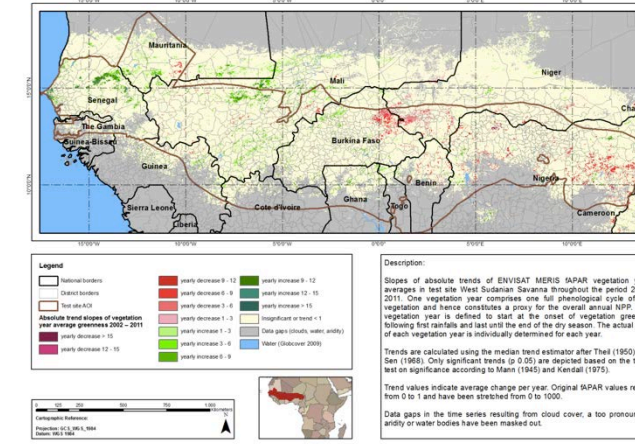 Mauritania
Mali
Niger
Senegal
Cha
The Gambia
Guinea-Bissau
Burkina Faso
Guinea
Benin
Nigeria
Sierra Leone
Cote d'Ivoire
Ghana
Togo
Liberia
Cameroon
Legend
National borders
District borders
Test site AOI
Absolute trend slopes of vegetation
year average greenness 2002 – 2011
yearly decrease > 15
yearly decrease 12 - 15
yearly decrease 9 - 12
yearly decrease 6 - 9
yearly decrease 3 - 6
yearly decrease 1 - 3
yearly increase 1 - 3
yearly increase 3 - 6
yearly increase 6 - 9
yearly increase 9 - 12
yearly increase 12 - 15
yearly increase > 15
Insignificant or trend < 1
Data gaps (clouds, water, aridity)
Water (Globcover 2009)
Cartographic Reference:
Projection: GCS_WGS_1984
Datum: WGS 1984
N
Description:
Slopes of absolute trends of ENVISAT MERIS fAPAR vegetation
averages in test site West Sudanian Savanna throughout the period 2
2011. One vegetation year comprises one full phenological cycle of
vegetation and hence constitutes a proxy for the overall annual NPP.
vegetation year is defined to start at the onset of vegetation gree
following first rains and last until the end of the dry season. The actual
of each vegetation year is individually determined for each year.
Trends are calculated using the median trend estimator after Theil (1950)
Sen (1968). Only significant trends (p 0.05) are depicted based on the t
test on significance according to Mann (1945) and Kendall (1975).
Trend values indicate average change per year. Original fAPAR values re
from 0 to 1 and have been stretched from 0 to 1000.
Data gaps in the time series resulting from cloud cover, a too pronou
aridity or water bodies have been masked out.